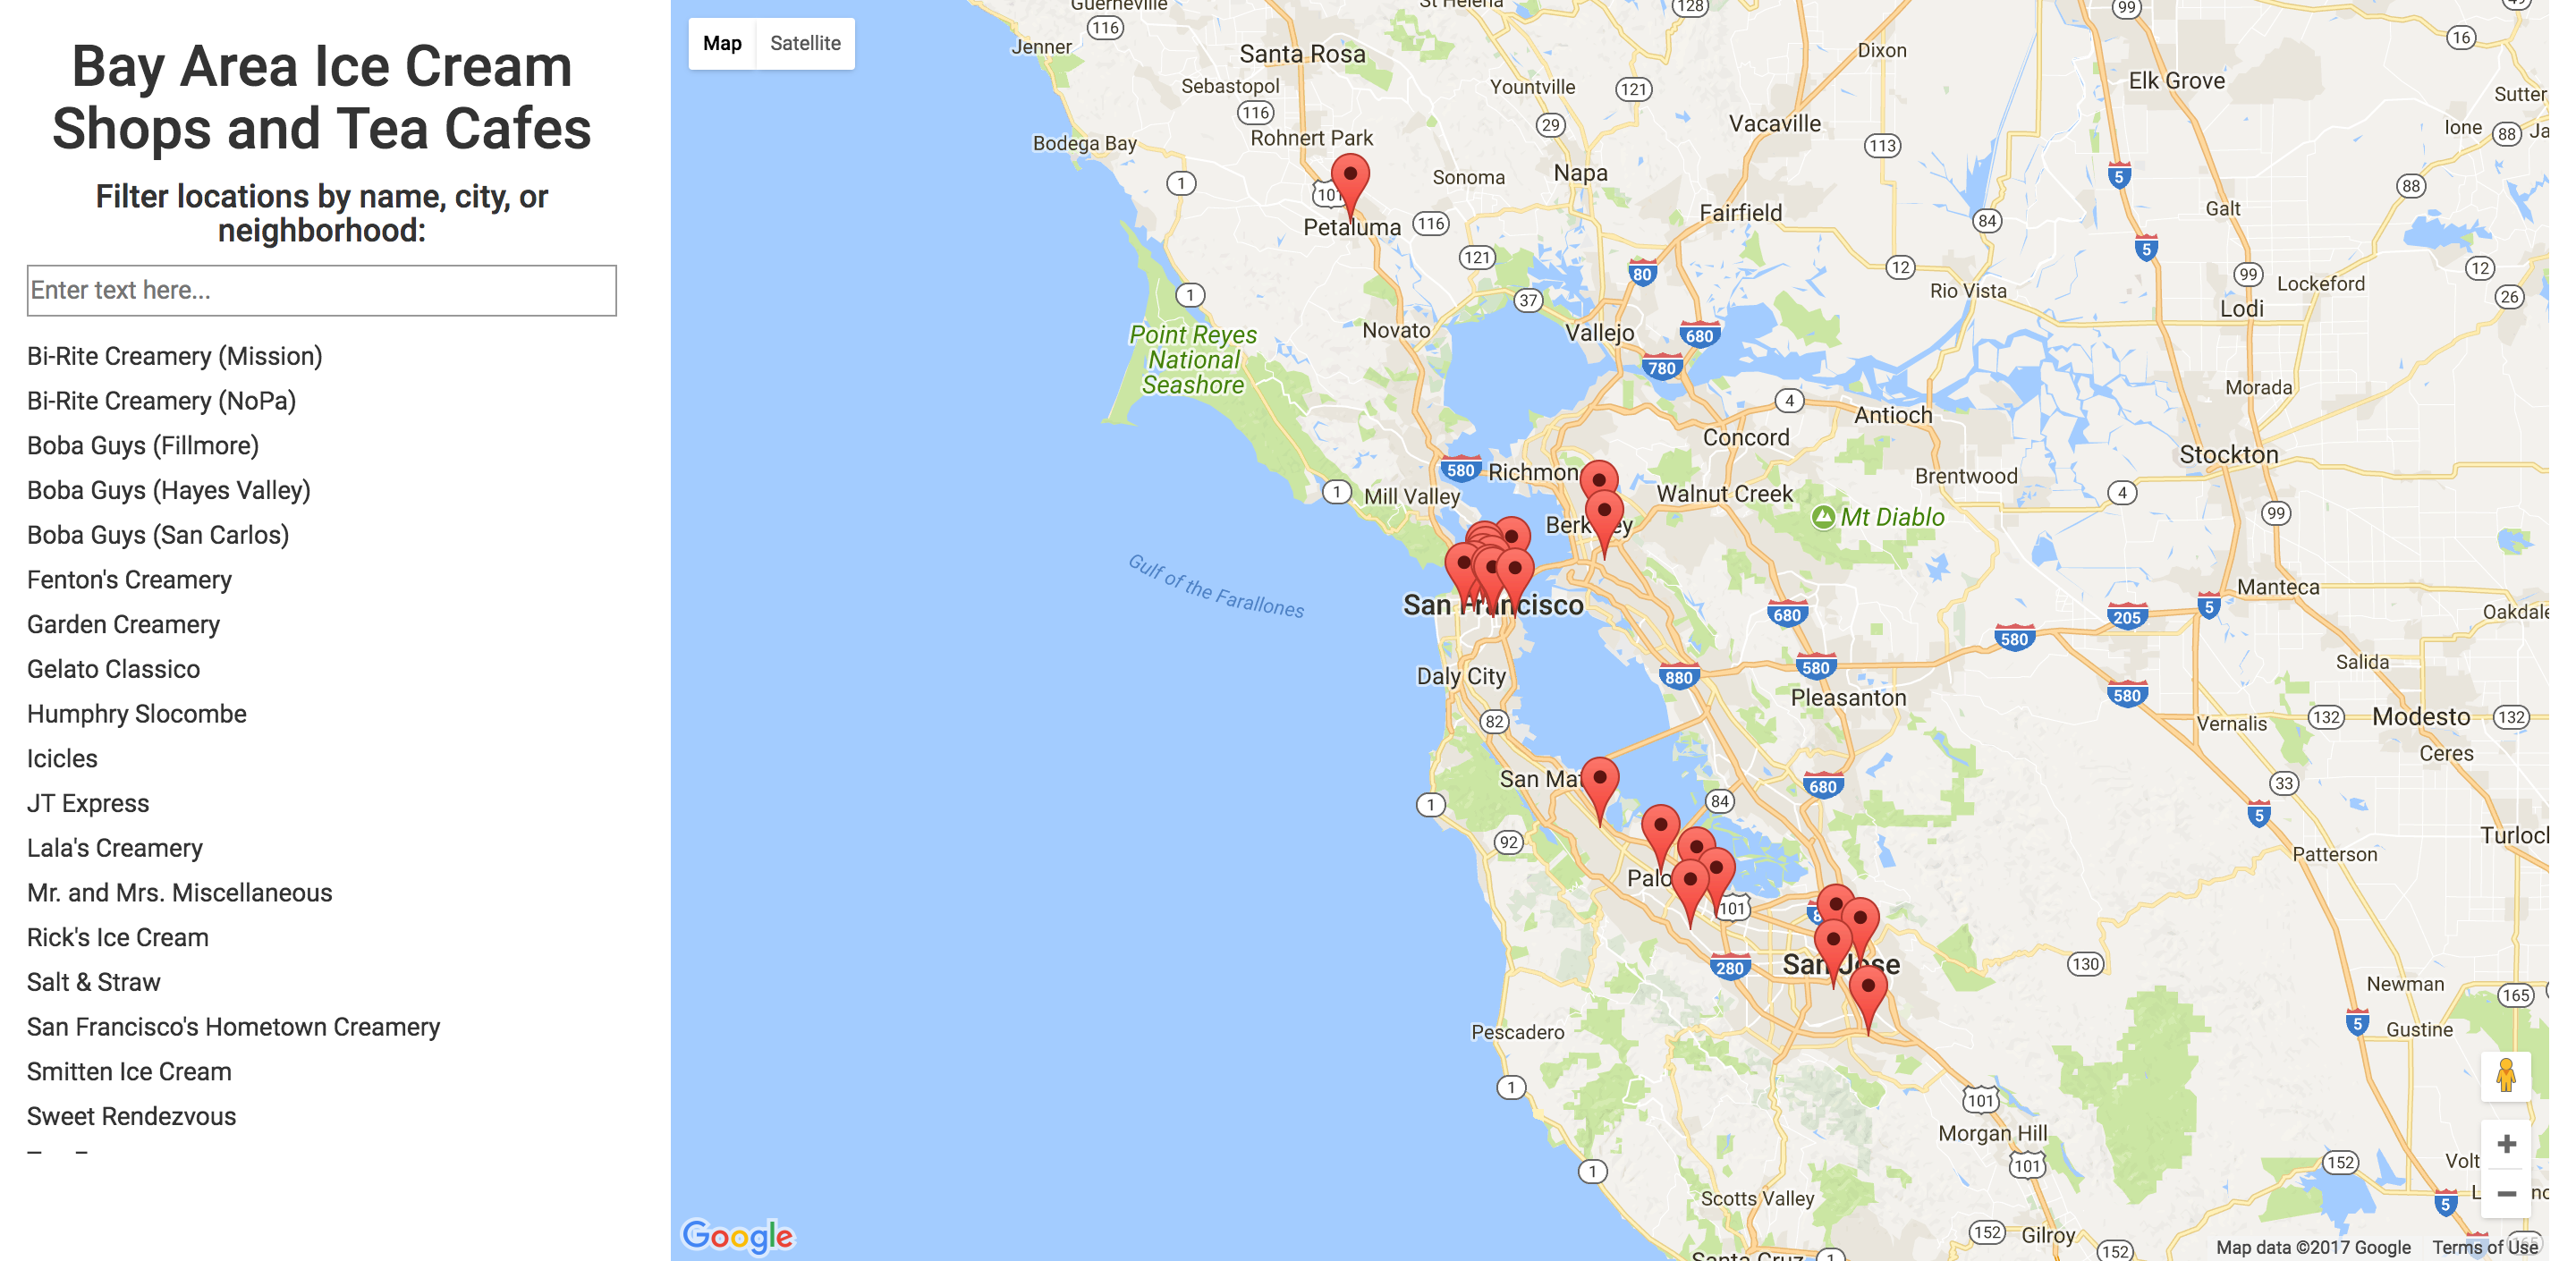 Bay Area Ice Cream
Shops and Tea Cafes
Filter locations by name, city, or
neighborhood:
Enter text here...
Bi-Rite Creamery (Mission)
Bi-Rite Creamery (NoPa)
Boba Guys (Fillmore)
Boba Guys (Hayes Valley)
Boba Guys (San Carlos)
Fenton's Creamery
Garden Creamery
Gelato Classico
Humphry Slocombe
Icicles
JT Express
Lala's Creamery
Mr. and Mrs. Miscellaneous
Rick's Ice Cream
Salt & Straw
San Francisco's Hometown Creamery
Smitten Ice Cream
Sweet Rendezvous
Map Satellite
Guerneville
St Helena
128
99
116
Jenner
Santa Rosa
Dixon
16
Sebastopol
Yountville
121
Elk Grove
Sutter
116
29
Vacaville
Ione
88
Bodega Bay
Rohnert Park
113
1
Sonoma
Napa
5
88
101
Petaluma
116
Fairfield
84
Galt
5
121
80
12
99
12
Lockeford
1
37
Rio Vista
26
Lodi
Point Reyes
National
Seashore
Novato
Vallejo
680
780
Morada
4
Antioch
Concord
Stockton
580
Brentwood
1
Mill Valley
Walnut Creek
4
Mt Diablo
99
Gulf of the Farallones
San Francisco
Manteca
680
205
5
Oakdale
580
Daly City
880
580
Salida
Pleasanton
580
82
Vernalis
132
Modesto
132
Ceres
1
84
680
33
5
92
Turlock
Patterson
101
San Jose
280
130
Newman
165
Pescadero
5
Gustine
1
101
Morgan Hill
101
152
1
Scotts Valley
5
152
Gilroy
152
Santa Cruz
1
Google
Map data ©2017 Google Terms of Use